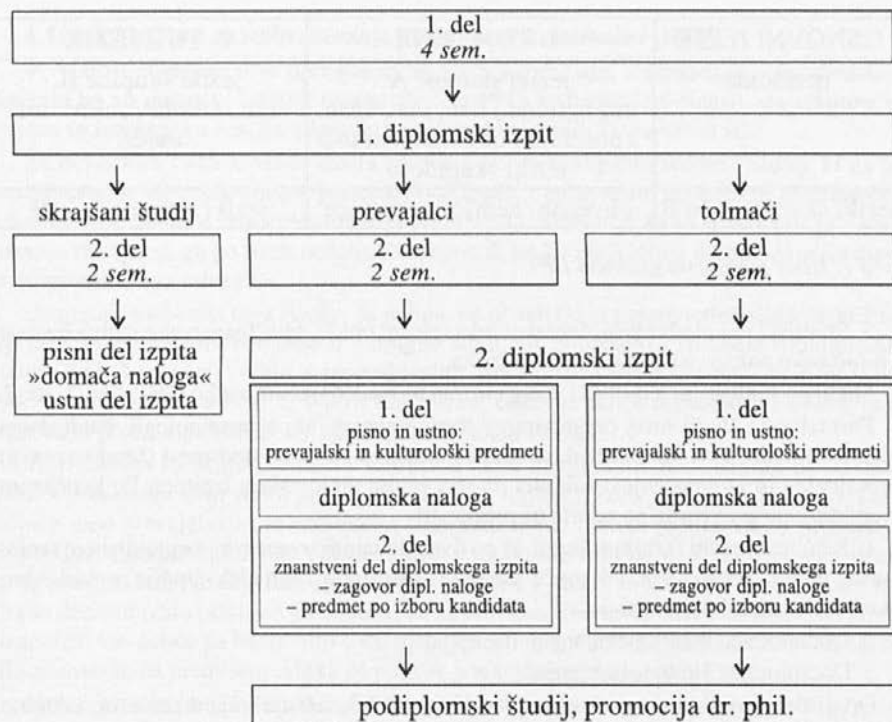 1. del
4 sem.
1. diplomski izpit
škrajšani študij
prevajalci
tolmači
2. del
2 sem.
2. del
2 sem.
2. del
2 sem.
pisni del izpita
»domača naloga«
ustni del izpita
2. diplomski izpit
1. del
pisno in ustno:
prevajalski in kulturološki predmeti
diplomska naloga
2. del
znanstveni del diplomskega izpita
– zagovor dipl. naloge
– predmet po izboru kandidata
1. del
pisno in ustno:
prevajalski in kulturološki predmeti
diplomska naloga
2. del
znanstveni del diplomskega izpita
– zagovor dipl. naloge
– predmet po izboru kandidata
podiplomski študij, promocija dr. phil.